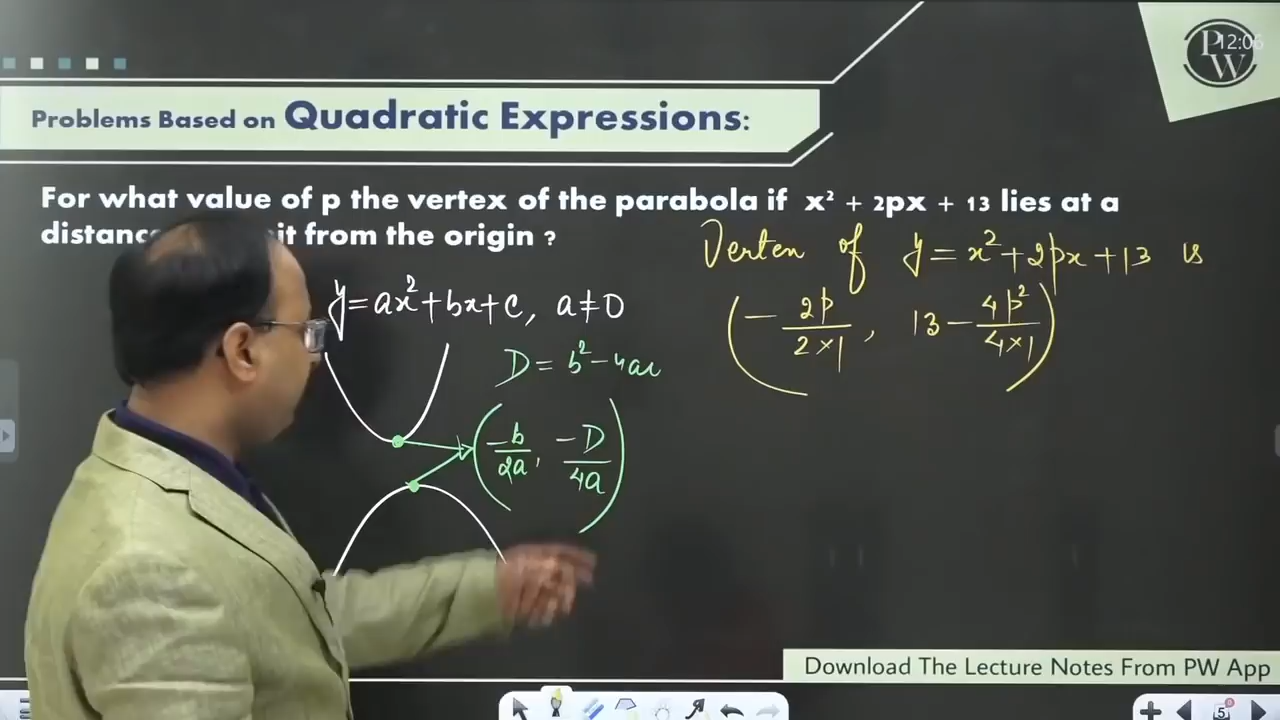 PW
12:06
Problems Based on Quadratic Expressions:
For what value of p the vertex of the parabola if x² + 2px + 13 lies at a
it from the origin ?
Vertex of y = x² + 2px + 13 is
(- 2p / 2×1 , 13 - 4p² / 4×1)
y = ax² + bx + c, a ≠ 0
D = b² - 4ac
(-b / 2a , -D / 4a)
Download The Lecture Notes From PW App
5